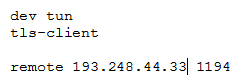 dev tun
tls-client
remote 193.248.44.33 1194